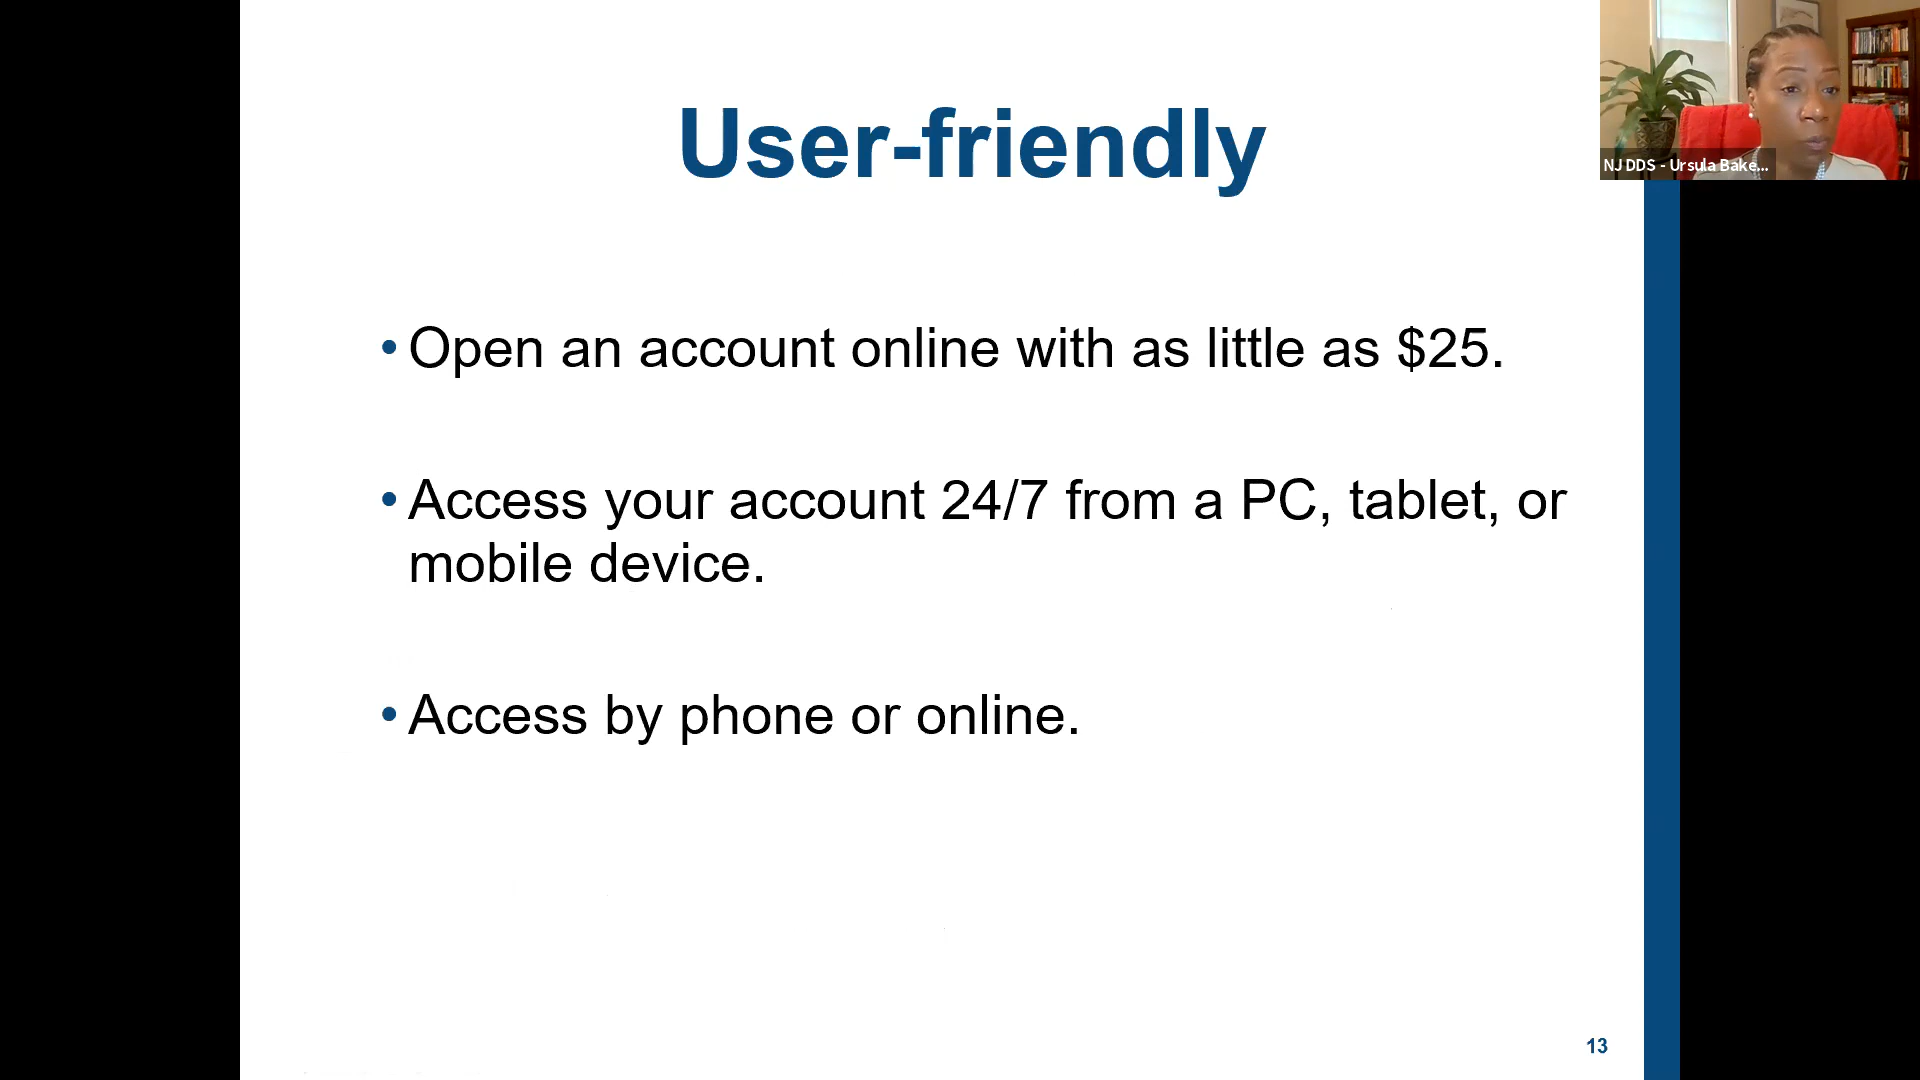 User-friendly
NJ DDS - Ursula Bake...
• Open an account online with as little as $25.
• Access your account 24/7 from a PC, tablet, or
mobile device.
• Access by phone or online.
13